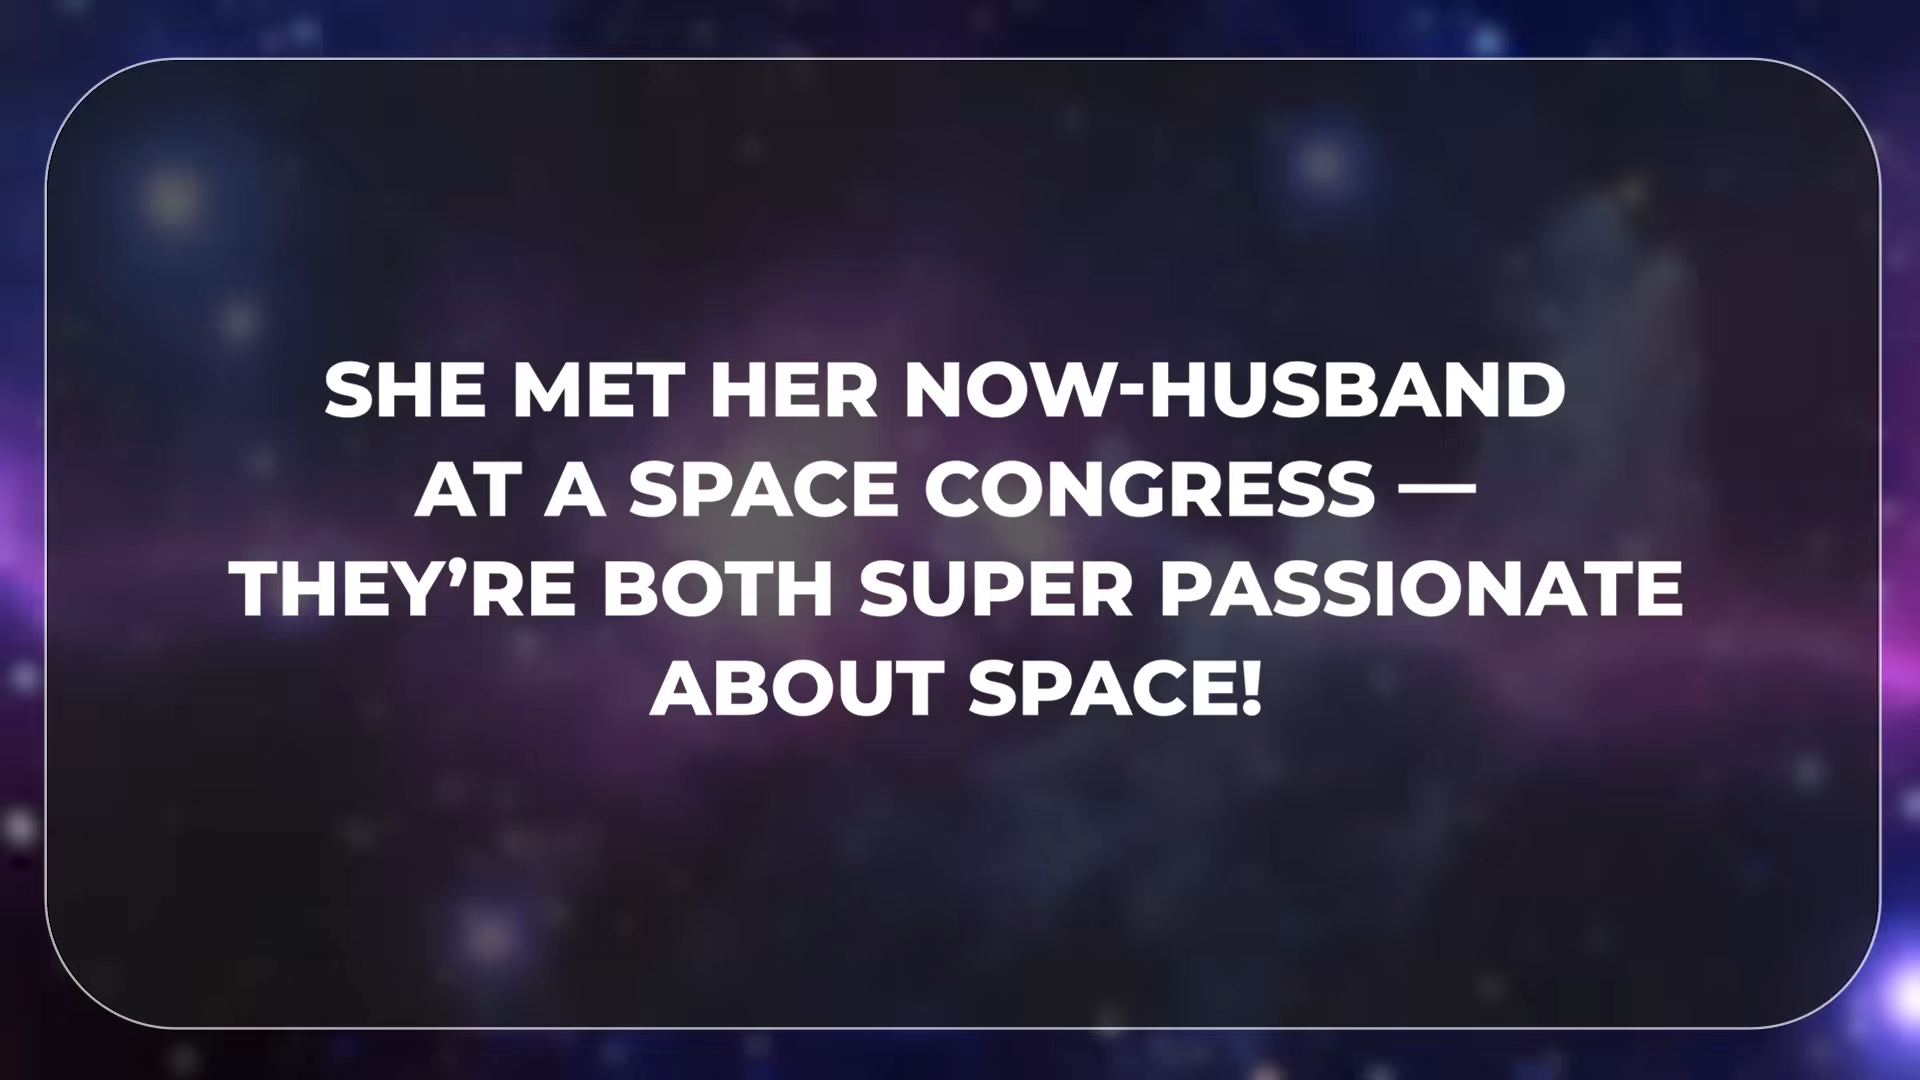 SHE MET HER NOW-HUSBAND
AT A SPACE CONGRESS —
THEY’RE BOTH SUPER PASSIONATE
ABOUT SPACE!